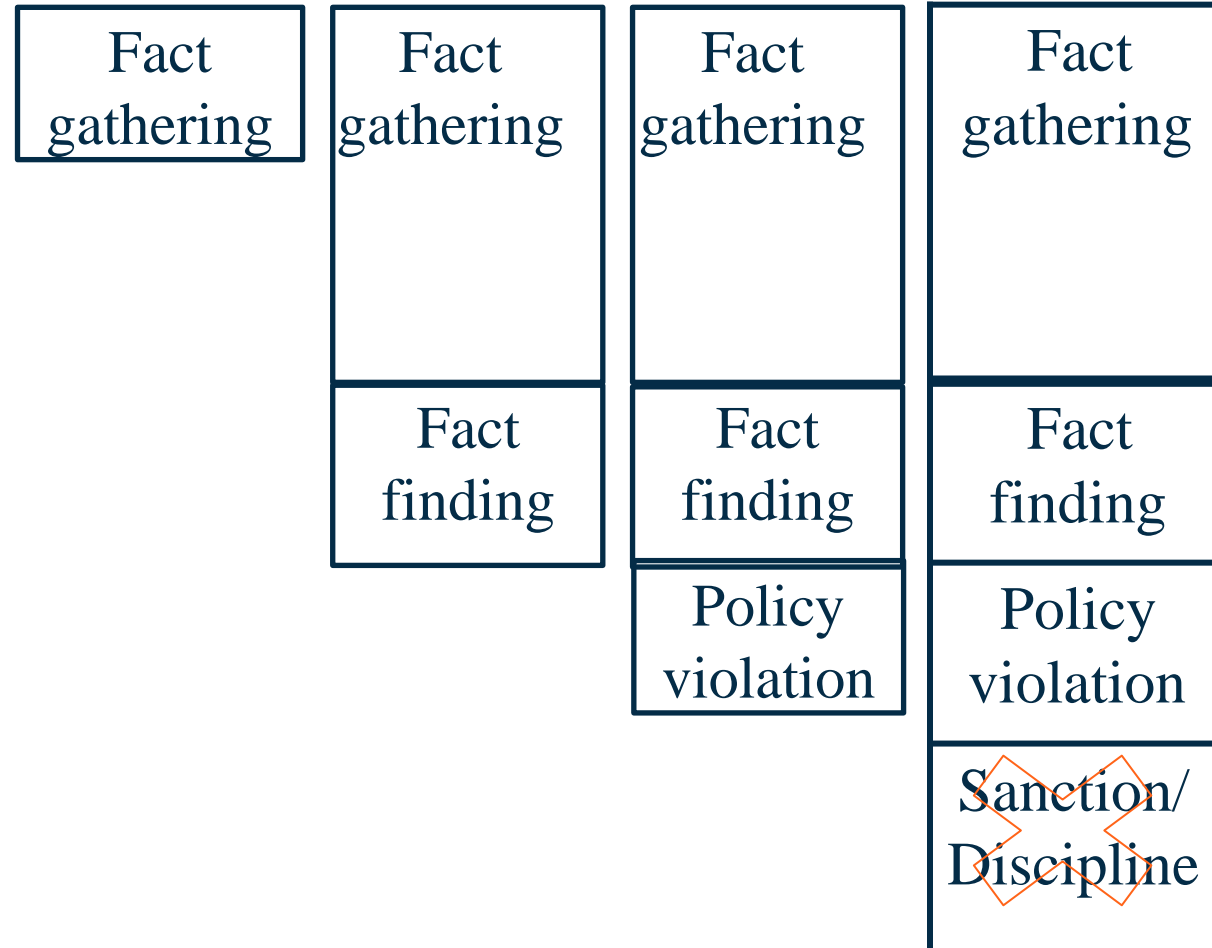 Fact
gathering
Fact
gathering
Fact
finding
Fact
gathering
Fact
finding
Policy
violation
Fact
gathering
Fact
finding
Policy
violation
Sanction/
Discipline